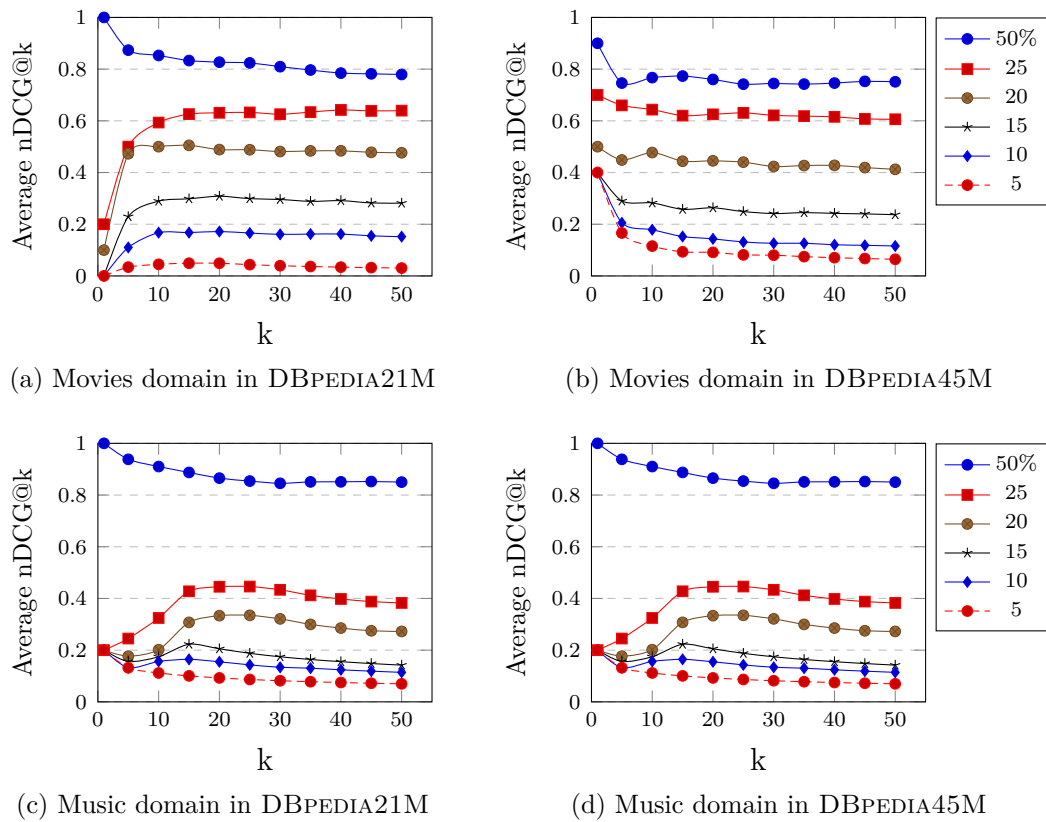 1
0.8
0.6
0.4
0.2
0
0 10 20 30 40 50
Average nDCG@k
k
(a) Movies domain in DBPEDIA21M
1
0.8
0.6
0.4
0.2
0
0 10 20 30 40 50
Average nDCG@k
k
(b) Movies domain in DBPEDIA45M
50%
25
20
15
10
5
1
0.8
0.6
0.4
0.2
0
0 10 20 30 40 50
Average nDCG@k
k
(c) Music domain in DBPEDIA21M
1
0.8
0.6
0.4
0.2
0
0 10 20 30 40 50
Average nDCG@k
k
(d) Music domain in DBPEDIA45M
50%
25
20
15
10
5